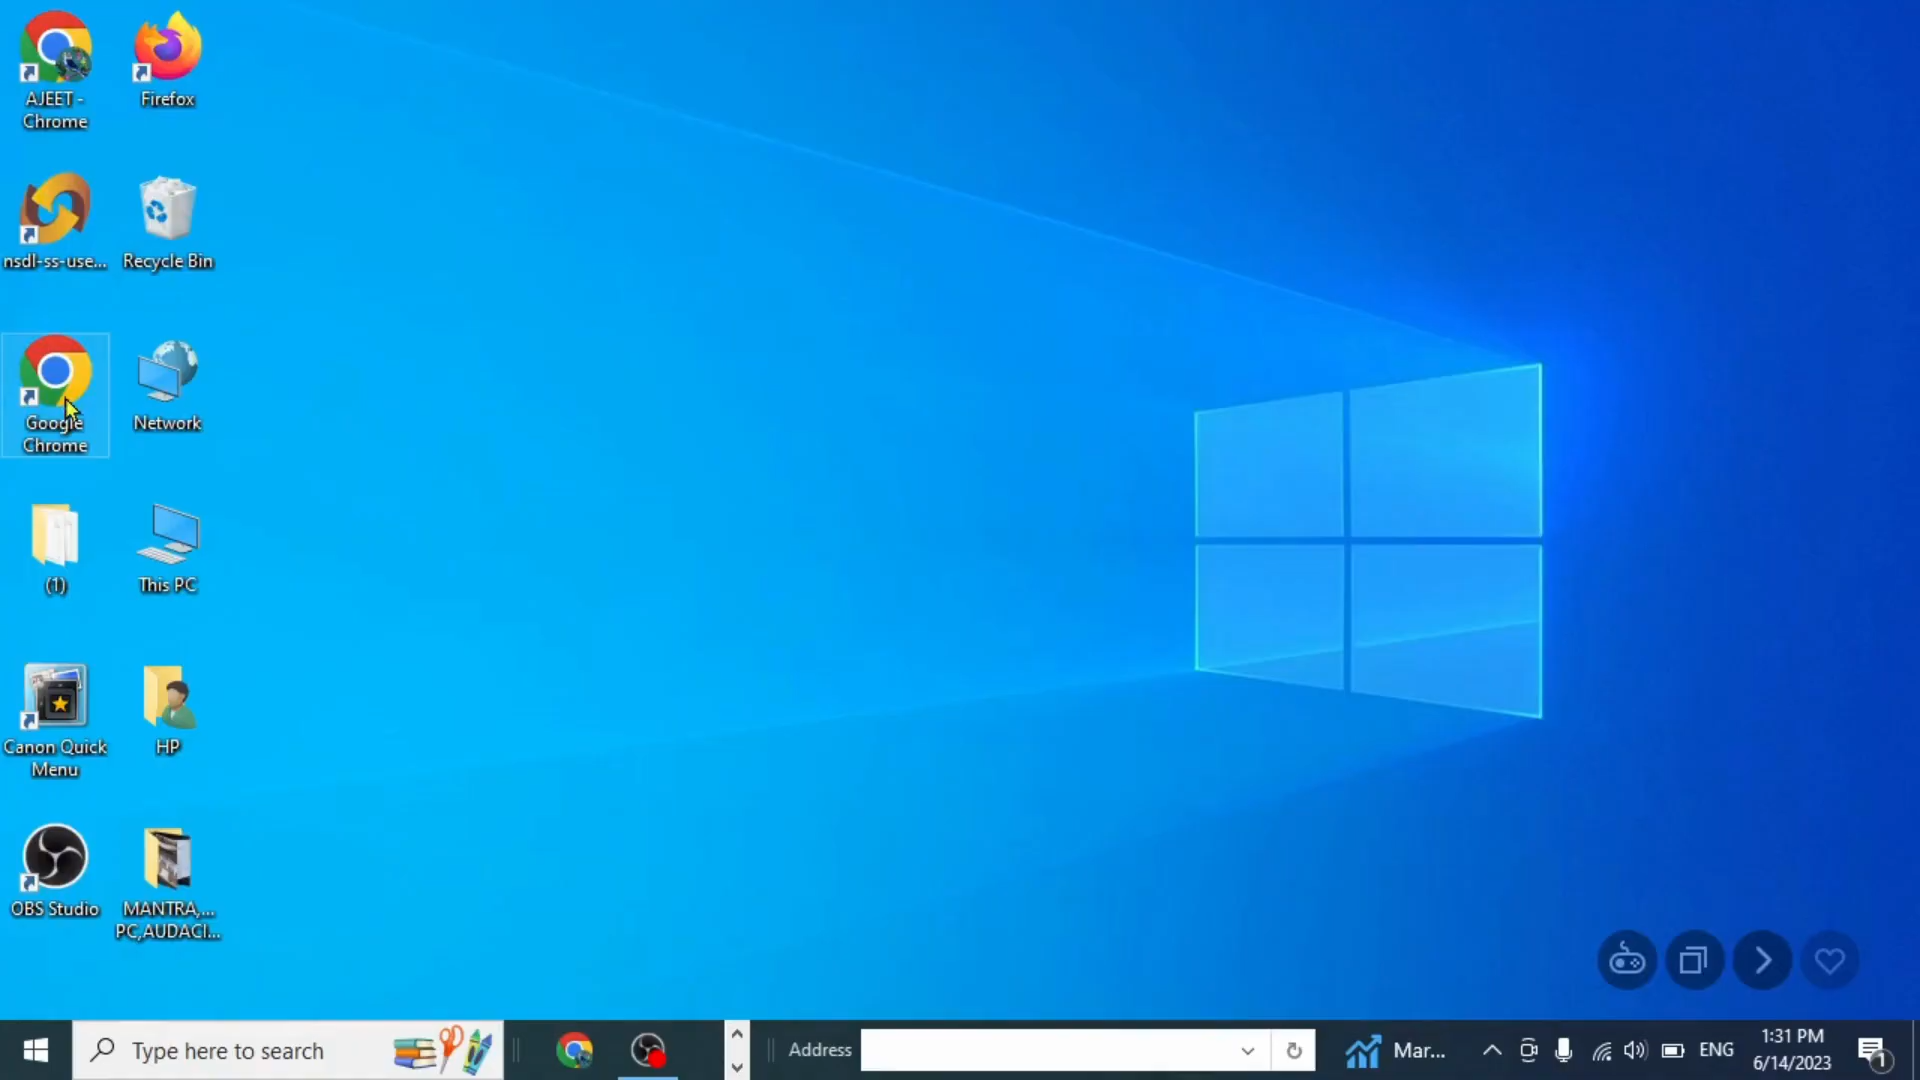 AJEET -
Chrome
Firefox
nsdl-ss-use...
Recycle Bin
Google
Chrome
Network
(1)
This PC
Canon Quick
Menu
HP
OBS Studio
MANTRA,...
PC,AUDACI...
Type here to search
Address
Mar...
ENG
1:31 PM
6/14/2023
1